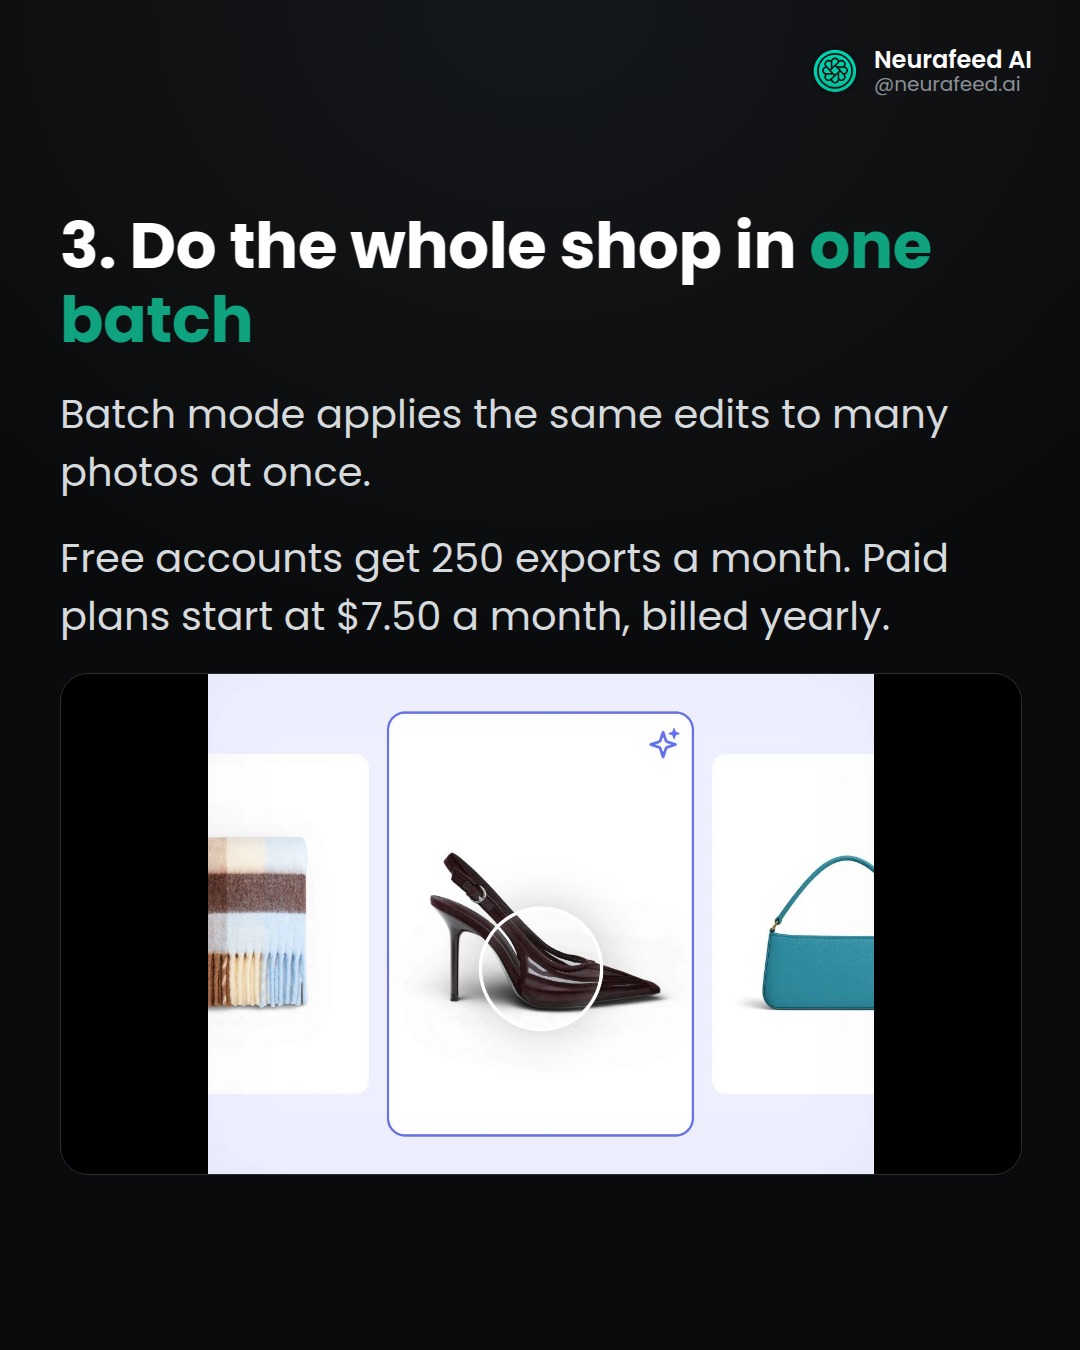 Neurafeed AI
@neurafeed.ai
3. Do the whole shop in one
batch
Batch mode applies the same edits to many
photos at once.
Free accounts get 250 exports a month. Paid
plans start at $7.50 a month, billed yearly.